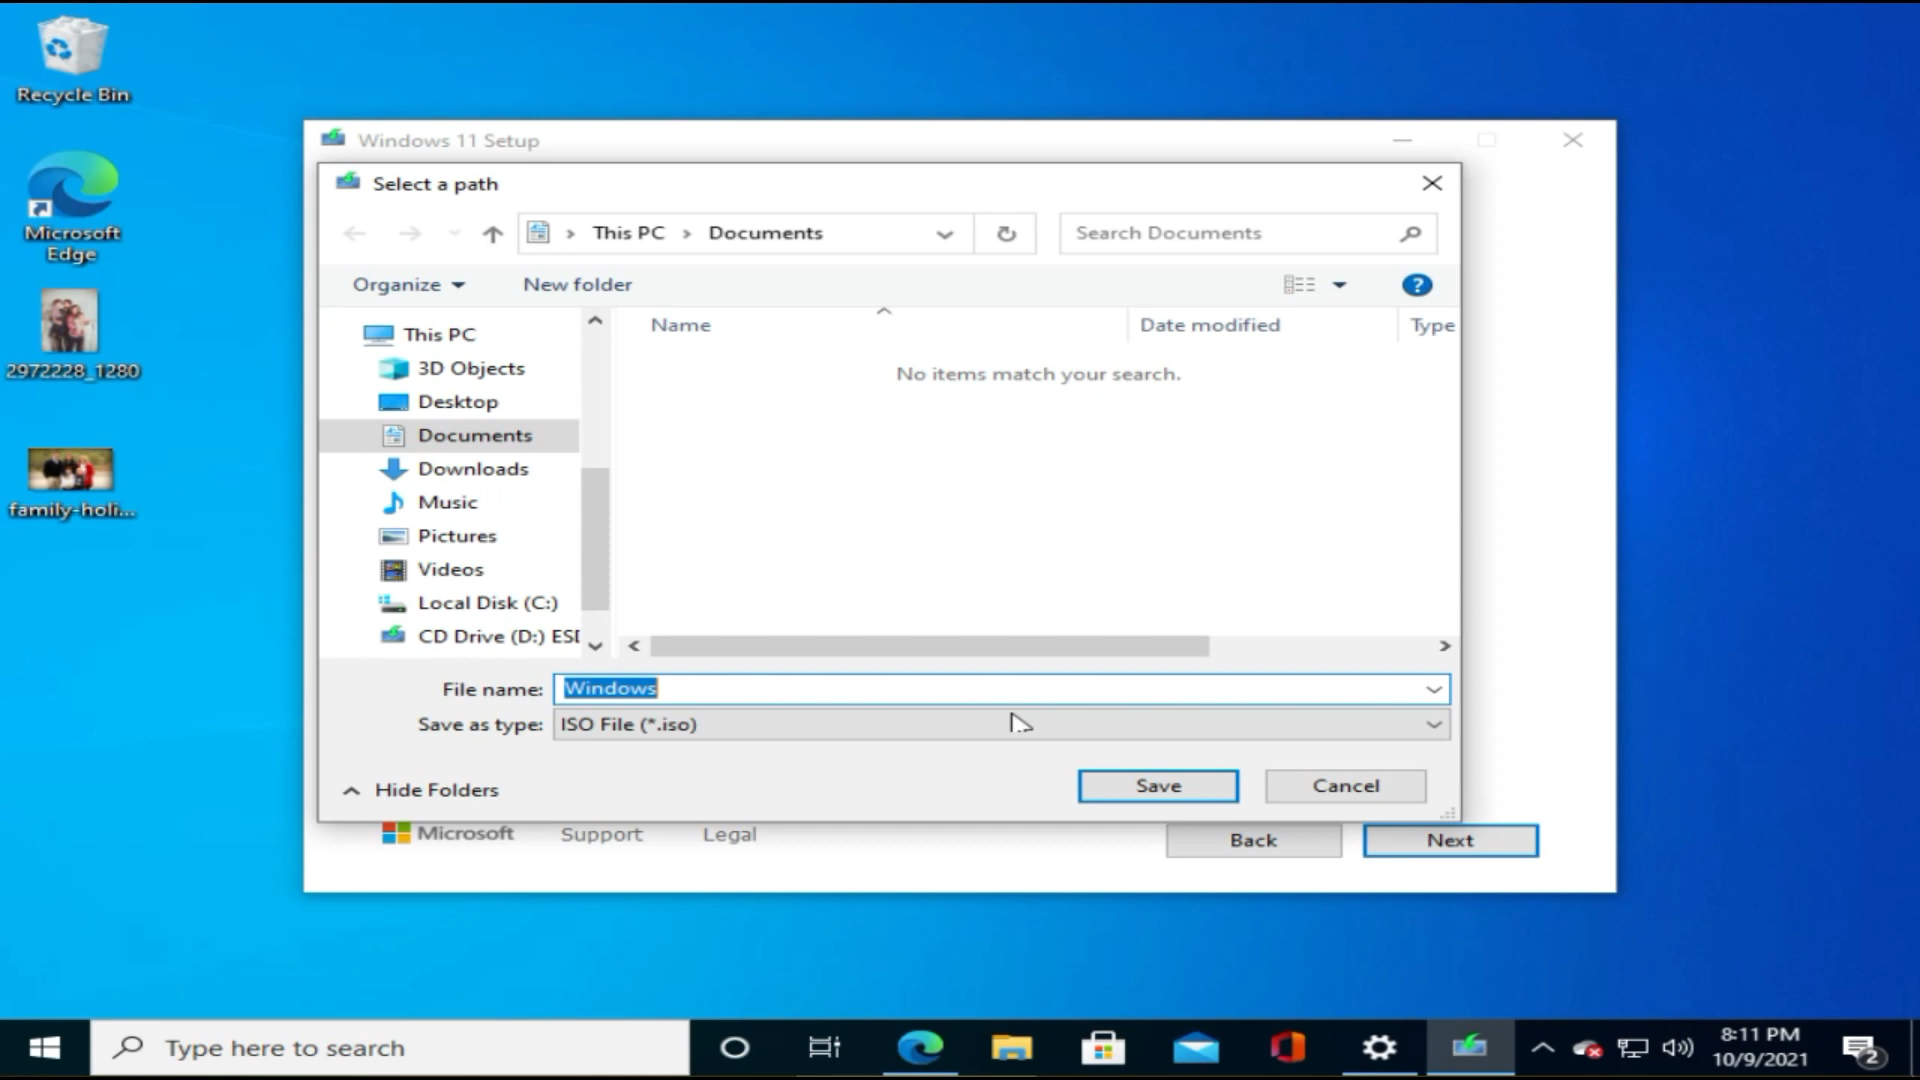 Recycle Bin
Microsoft
Edge
2972228_1280
family-holi...
Windows 11 Setup
Select a path
This PC
Documents
Search Documents
Organize
New folder
?
Name
Date modified
Type
No items match your search.
This PC
3D Objects
Desktop
Documents
Downloads
Music
Pictures
Videos
Local Disk (C:)
CD Drive (D:) ESD
File name:
Windows
Save as type:
ISO File (*.iso)
Hide Folders
Save
Cancel
Microsoft
Support
Legal
Back
Next
Type here to search
8:11 PM
10/9/2021
2